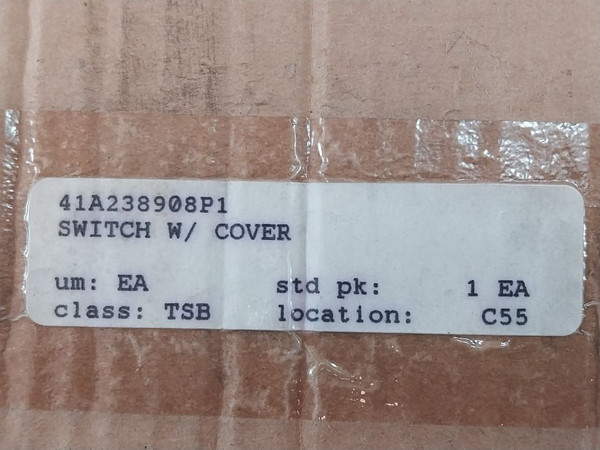 41A238908P1
SWITCH W/ COVER
um: EA std pk: 1 EA
class: TSB location: C55